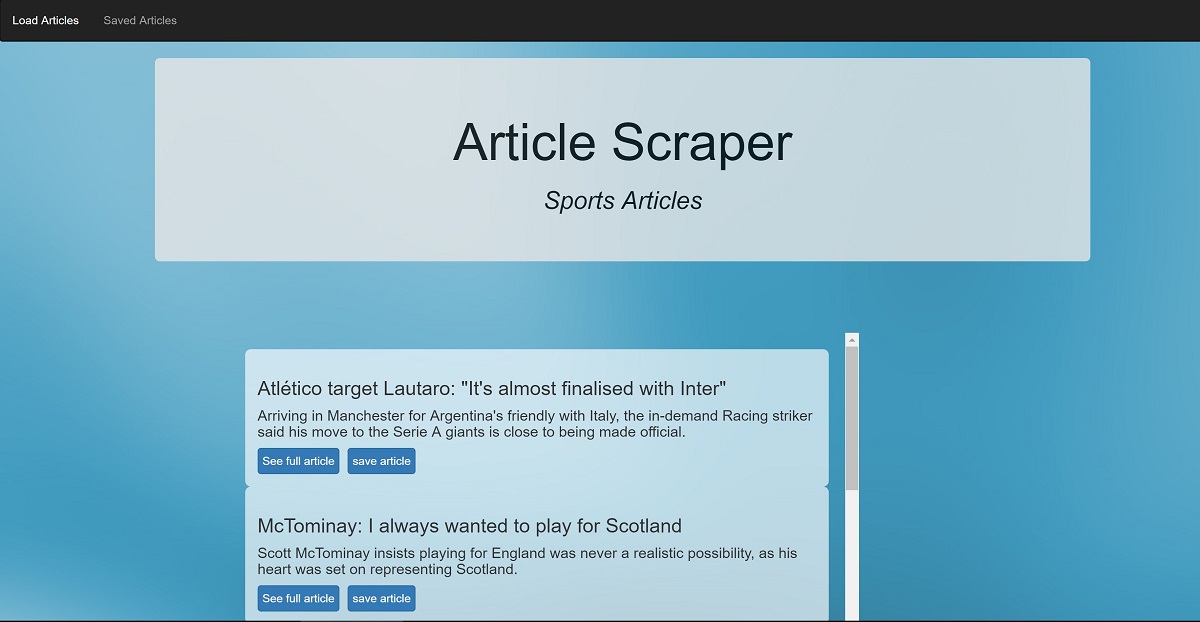 Load Articles Saved Articles
Article Scraper
Sports Articles
Atlético target Lautaro: "It's almost finalised with Inter"
Arriving in Manchester for Argentina's friendly with Italy, the in-demand Racing striker
said his move to the Serie A giants is close to being made official.
See full article save article
McTominay: I always wanted to play for Scotland
Scott McTominay insists playing for England was never a realistic possibility, as his
heart was set on representing Scotland.
See full article save article